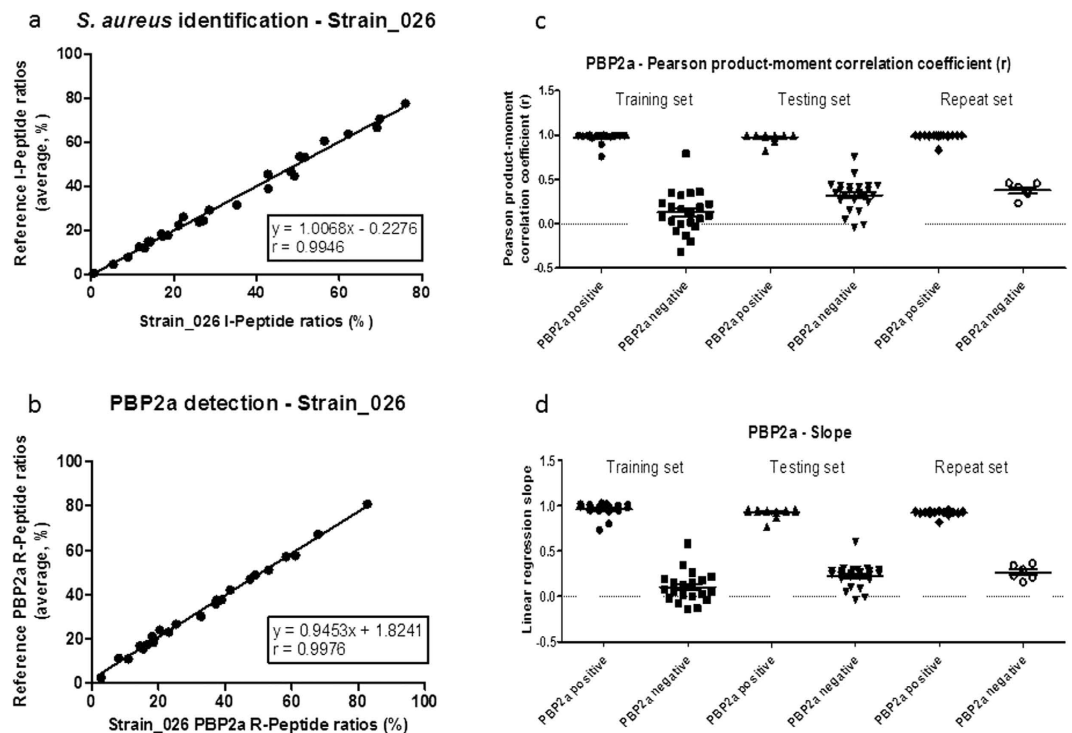 a
S. aureus identification - Strain_026
100
80
60
40
20
0
Reference I-Peptide ratios
(average, %)
y = 1.0068x - 0.2276
r = 0.9946
0 20 40 60 80
Strain_026 I-Peptide ratios (%)
b
PBP2a detection - Strain_026
100
80
60
40
20
0
Reference PBP2a R-Peptide ratios
(average, %)
y = 0.9453x + 1.8241
r = 0.9976
0 20 40 60 80 100
Strain_026 PBP2a R-Peptide ratios (%)
c
PBP2a - Pearson product-moment correlation coefficient (r)
Training set Testing set Repeat set
1.5
1.0
0.5
0.0
-0.5
Pearson product-moment
correlation coefficient (r)
PBP2a positive
PBP2a negative
PBP2a positive
PBP2a negative
PBP2a positive
PBP2a negative
d
PBP2a - Slope
Training set Testing set Repeat set
1.5
1.0
0.5
0.0
-0.5
Linear regression slope
PBP2a positive
PBP2a negative
PBP2a positive
PBP2a negative
PBP2a positive
PBP2a negative